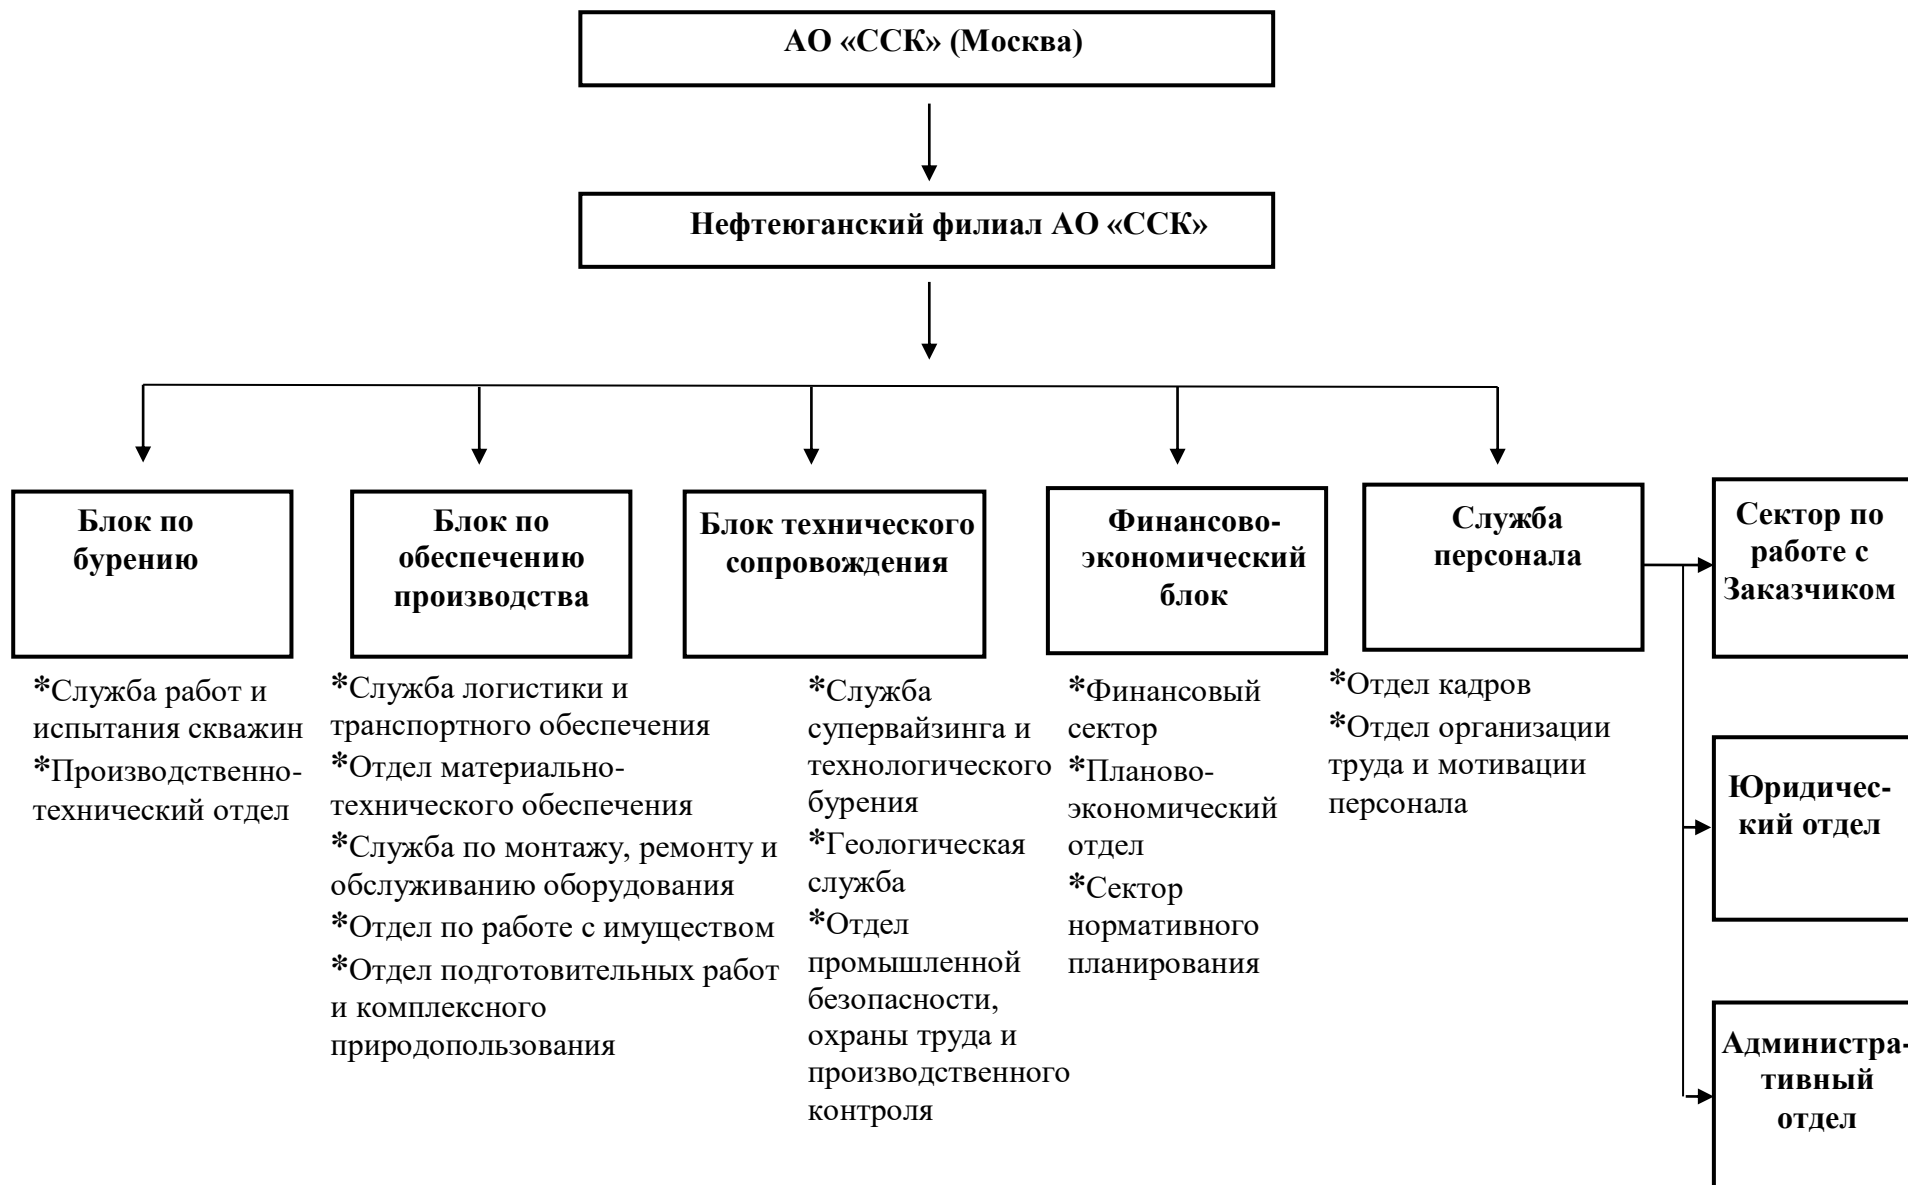 АО «ССК» (Москва)
Нефтеюганский филиал АО «ССК»
Блок по
бурению
Блок по
обеспечению
производства
Блок технического
сопровождения
Финансово-
экономический
блок
Служба
персонала
Сектор по
работе с
Заказчиком
*Служба работ и
испытания скважин
*Производственно-
технический отдел
*Служба логистики и
транспортного обеспечения
*Отдел материально-
технического обеспечения
*Служба по монтажу, ремонту и
обслуживанию оборудования
*Отдел по работе с имуществом
*Отдел подготовительных работ
и комплексного
природопользования
*Служба
супервайзинга и
технологического
бурения
*Геологическая
служба
*Отдел
промышленной
безопасности,
охраны труда и
производственного
контроля
*Финансовый
сектор
*Планово-
экономический
отдел
*Сектор
нормативного
планирования
*Отдел кадров
*Отдел организации
труда и мотивации
персонала
Юридичес-
кий отдел
Администра-
тивный
отдел